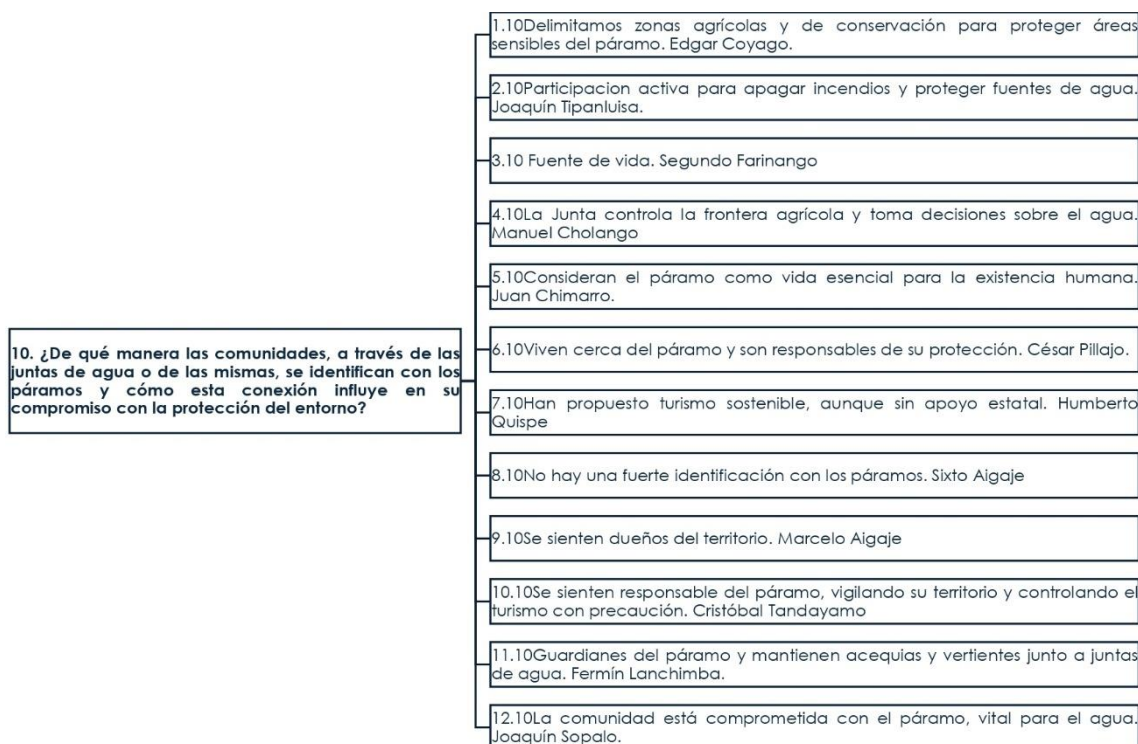 10. ¿De qué manera las comunidades, a través de las
juntas de agua o de las mismas, se identifican con los
páramos y cómo esta conexión influye en su
compromiso con la protección del entorno?
1.10Delimitamos zonas agrícolas y de conservación para proteger áreas
sensibles del páramo. Edgar Coyago.
2.10Participacion activa para apagar incendios y proteger fuentes de agua.
Joaquín Tipanluisa.
3.10 Fuente de vida. Segundo Farinango
4.10La Junta controla la frontera agrícola y toma decisiones sobre el agua.
Manuel Cholango
5.10Consideran el páramo como vida esencial para la existencia humana.
Juan Chimarro.
6.10Viven cerca del páramo y son responsables de su protección. César Pillajo.
7.10Han propuesto turismo sostenible, aunque sin apoyo estatal. Humberto
Quispe
8.10No hay una fuerte identificación con los páramos. Sixto Aigaje
9.10Se sienten dueños del territorio. Marcelo Aigaje
10.10Se sienten responsable del páramo, vigilando su territorio y controlando el
turismo con precaución. Cristóbal Tandayamo
11.10Guardianes del páramo y mantienen acequias y vertientes junto a juntas
de agua. Fermín Lanchimba.
12.10La comunidad está comprometida con el páramo, vital para el agua.
Joaquín Sopalo.